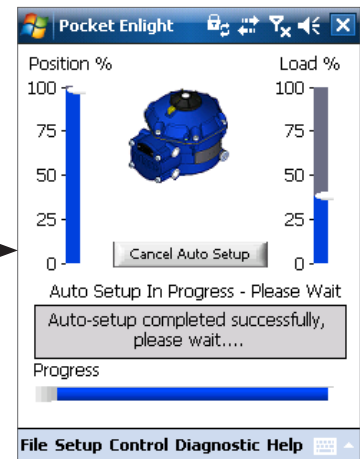 Pocket Enlight
Position % Load %
100 100
75 75
50 50
25 25
Cancel Auto Setup
0 0
Auto Setup In Progress - Please Wait
Auto-setup completed successfully,
please wait....
Progress
File Setup Control Diagnostic Help